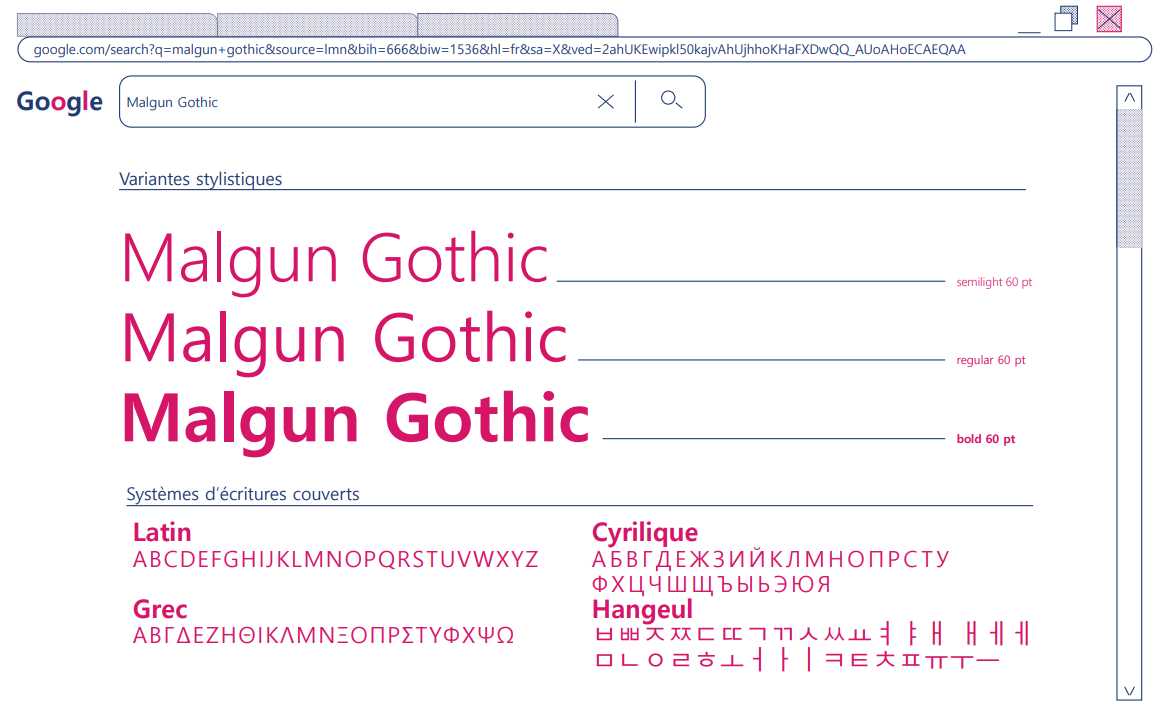 google.com/search?q=malgun+gothic&source=lmn&bih=666&biw=1536&hl=fr&sa=X&ved=2ahUKEwipkl50kajvAhUjhhoKHaFXDwQQ_AUoAHoECAEQAA
Google
Malgun Gothic
Variantes stylistiques
Malgun Gothic
semilight 60 pt
Malgun Gothic
regular 60 pt
Malgun Gothic
bold 60 pt
Systèmes d'écritures couverts
Latin
ABCDEFGHIJKLMNOPQRSTUVWXYZ
Cyrilique
АБВГДЕЖЗИЙКЛМНОПРСТУ
ФХЦЧШЩЪЫЬЭЮЯ
Grec
ΑΒΓΔΕΖΗΘΙΚΛΜΝΞΟΠΡΣΤΥΦΧΨΩ
Hangeul
ㅂㅃㅈㅉㄷㄸㄱㄲㅅㅆㅛㅕㅑㅐㅒㅔㅖ
ㅁㄴㅇㄹㅎㅗㅓㅏㅣㅋㅌㅊㅍㅠㅜㅡ